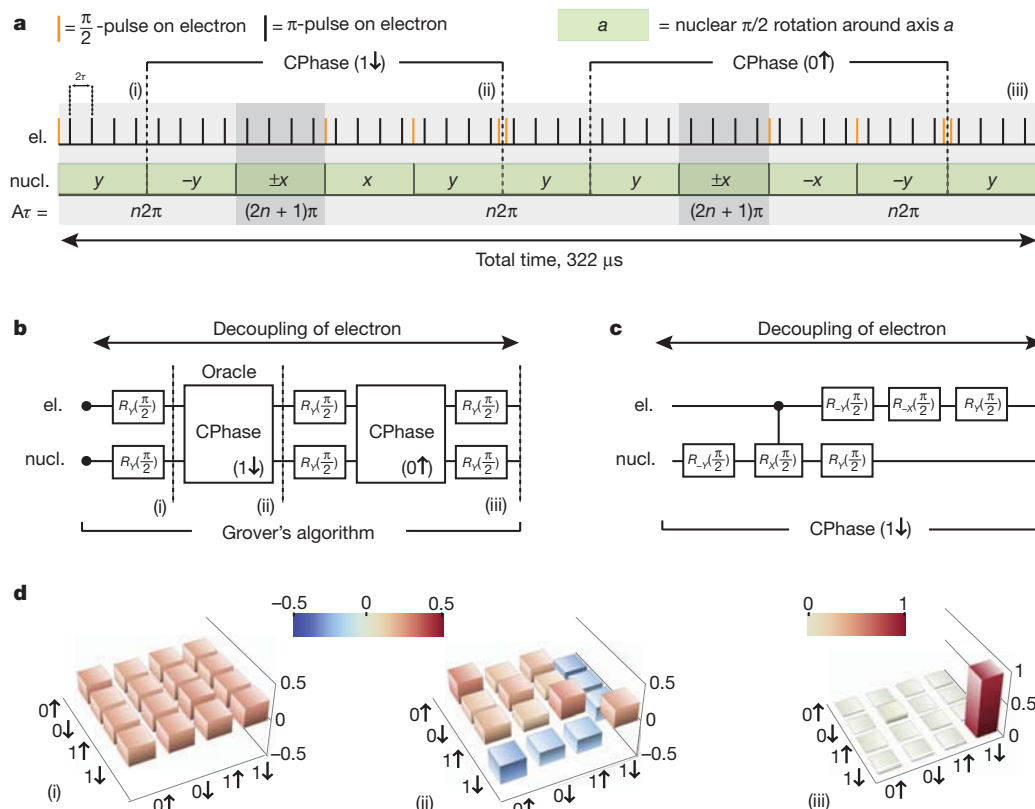 a
= π/2 -pulse on electron
= π-pulse on electron
a = nuclear π/2 rotation around axis a
CPhase (1↓)
CPhase (0↑)
2τ
(i)
(ii)
(iii)
el.
nucl. y –y ±x x y y y ±x –x –y y
Aτ = n2π (2n + 1)π n2π (2n + 1)π n2π
Total time, 322 μs
b
Decoupling of electron
Oracle
el. R_Y(π/2) CPhase R_Y(π/2) CPhase R_Y(π/2)
nucl. R_Y(π/2) (1↓) R_Y(π/2) (0↑) R_Y(π/2)
(i) (ii) (iii)
Grover's algorithm
c
Decoupling of electron
el. R_–Y(π/2) R_–X(π/2) R_Y(π/2)
nucl. R_–Y(π/2) R_X(π/2) R_Y(π/2)
CPhase (1↓)
d
–0.5 0 0.5
0 1
0.5
0
–0.5
0↑ 0↓ 1↑ 1↓
0↑ 0↓ 1↑ 1↓
(i)
0.5
0
–0.5
0↑ 0↓ 1↑ 1↓
0↑ 0↓ 1↑ 1↓
(ii)
1
0.5
0
0↑ 0↓ 1↑ 1↓
0↑ 0↓ 1↑ 1↓
(iii)